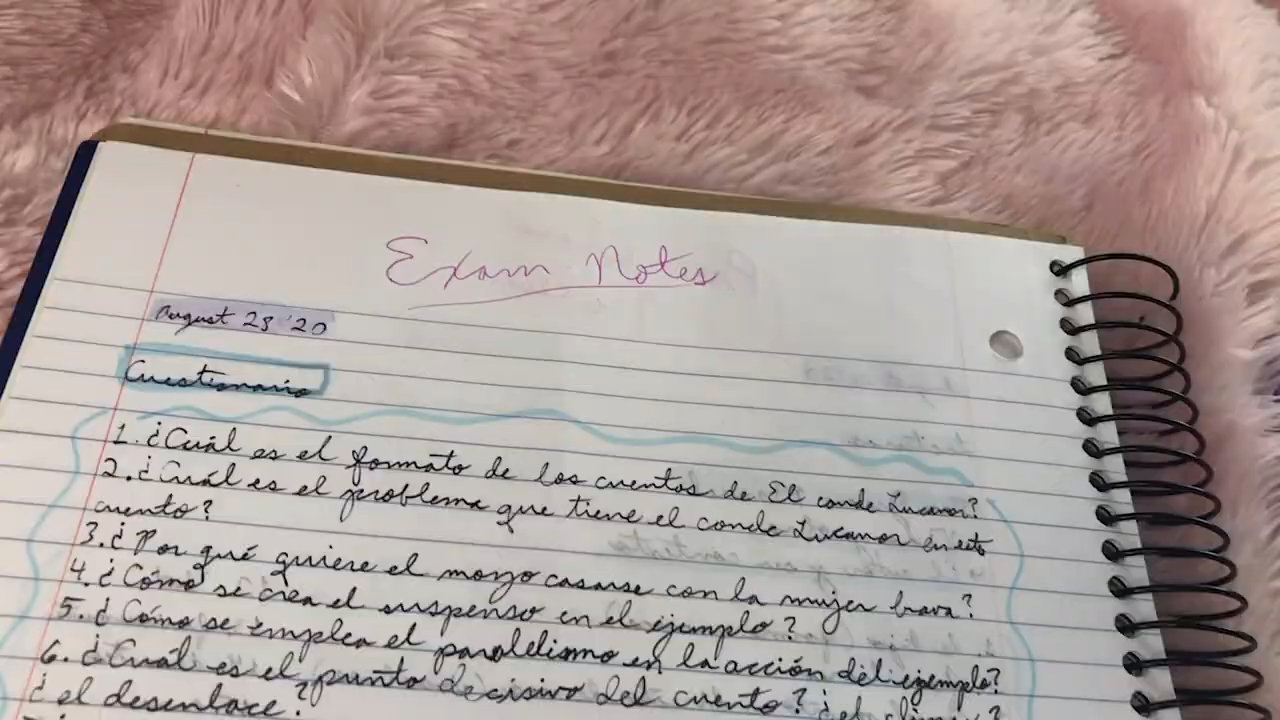 Exam Notes
August 28 '20
Cuestionario
1. ¿Cuál es el formato de los cuentos de El conde Lucanor?
2. ¿Cuál es el problema que tiene el conde Lucanor en este
cuento?
3. ¿Por qué quiere el mozo casarse con la mujer brava?
4. ¿Cómo se crea el suspenso en el ejemplo?
5. ¿Cómo se emplea el paralelismo en la acción del ejemplo?
6. ¿Cuál es el punto decisivo del cuento? ¿el climax?
¿el desenlace?